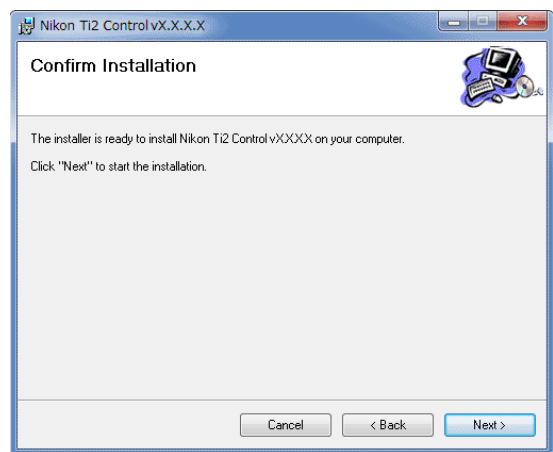 Nikon Ti2 Control vX.X.X.X
Confirm Installation
The installer is ready to install Nikon Ti2 Control vX.X.X.X on your computer.
Click "Next" to start the installation.
Cancel
< Back
Next >